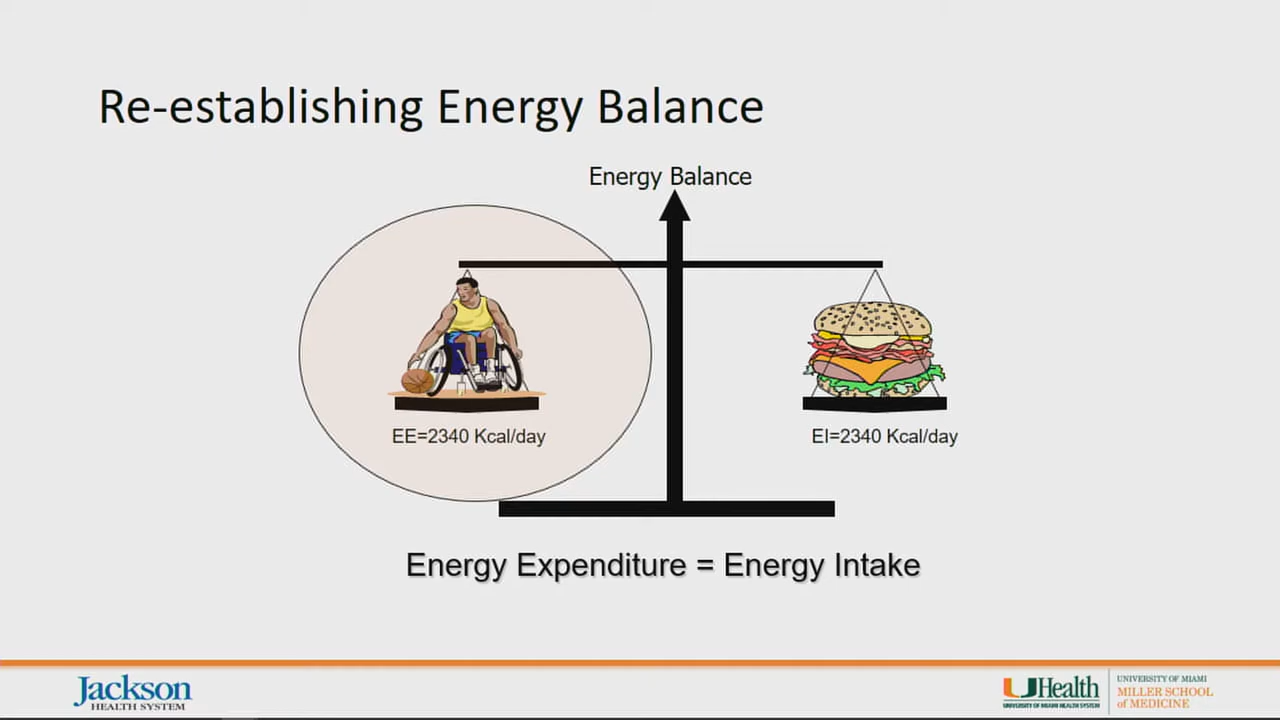 Re-establishing Energy Balance
Energy Balance
EE=2340 Kcal/day
EI=2340 Kcal/day
Energy Expenditure = Energy Intake
Jackson
HEALTH SYSTEM
UHealth
UNIVERSITY OF MIAMI HEALTH SYSTEM
UNIVERSITY OF MIAMI
MILLER SCHOOL
of MEDICINE